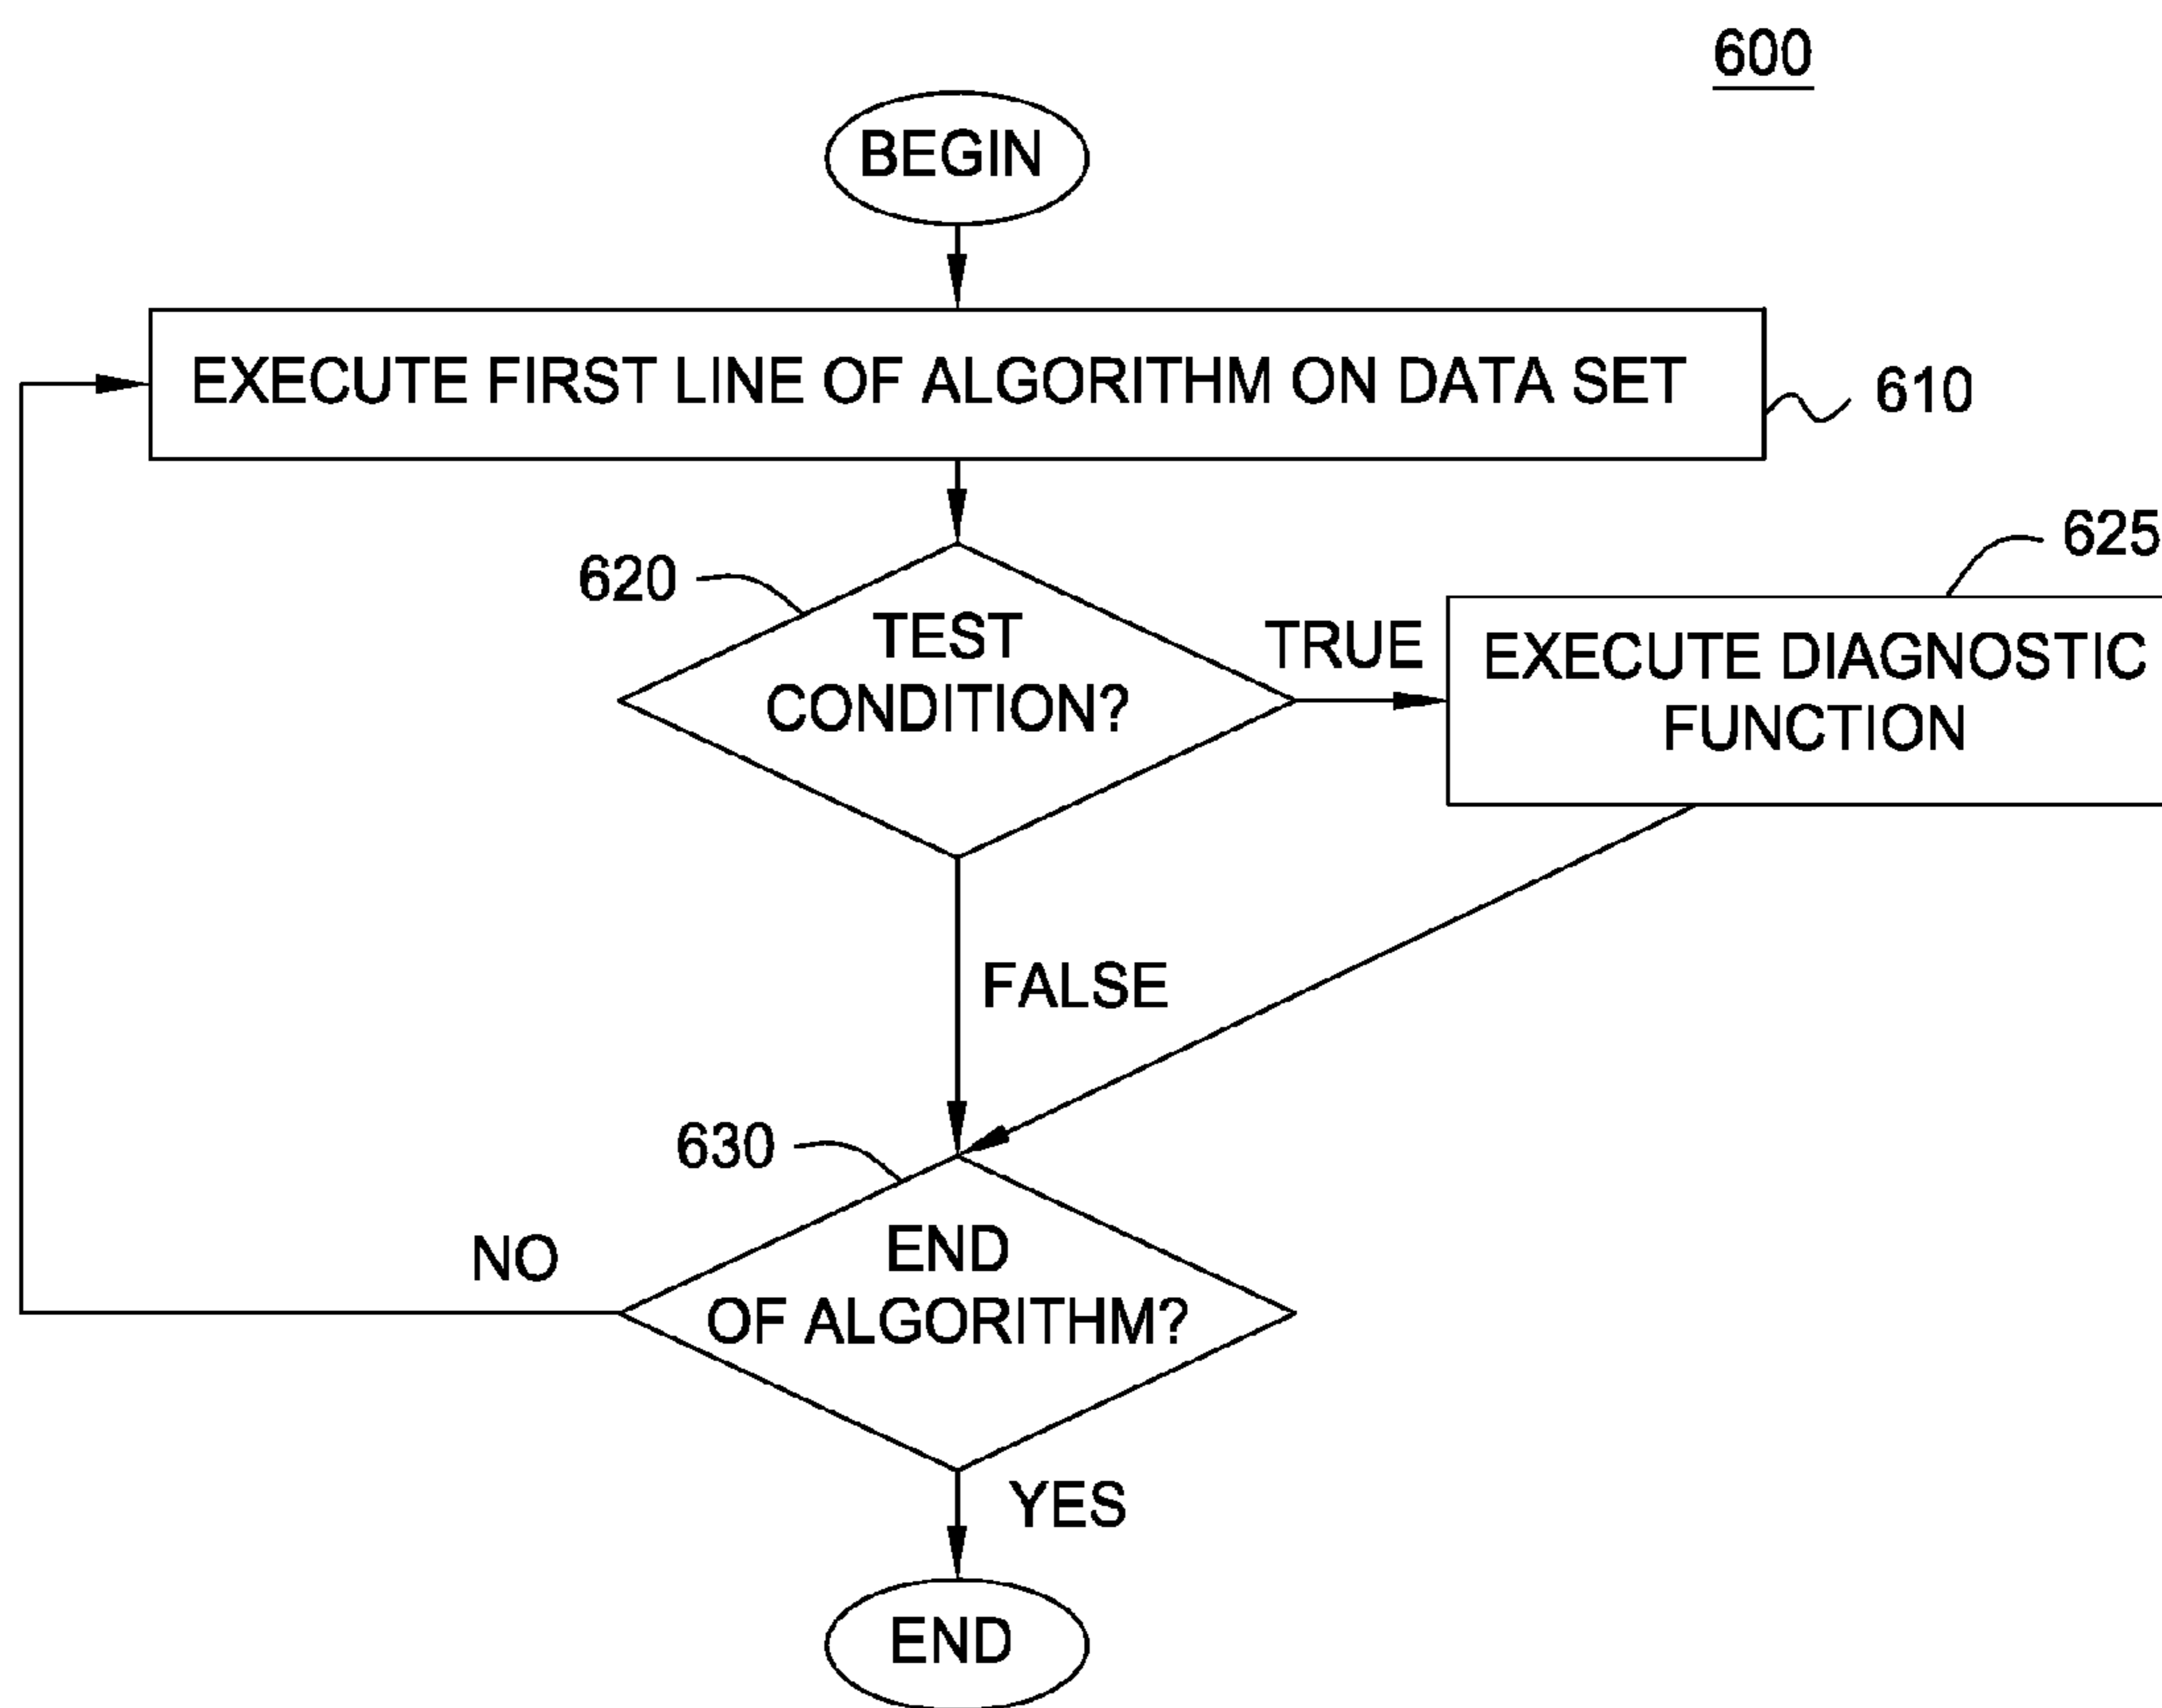 600
BEGIN
EXECUTE FIRST LINE OF ALGORITHM ON DATA SET
610
620
TEST
CONDITION?
TRUE
625
EXECUTE DIAGNOSTIC
FUNCTION
FALSE
630
END
OF ALGORITHM?
NO
YES
END